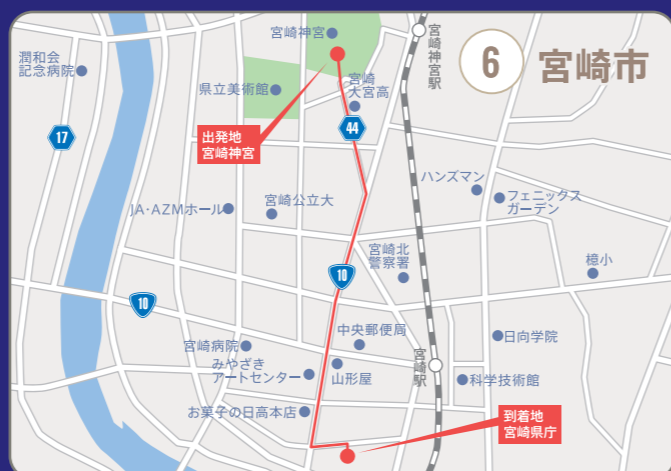 6
宮崎市
宮崎神宮
宮崎神宮駅
潤和会
記念病院
県立美術館
宮崎
大宮高
44
17
出発地
宮崎神宮
ハンズマン
フェニックス
ガーデン
JA･AZMホール
宮崎公立大
宮崎北
警察署
檍小
10
10
中央郵便局
日向学院
宮崎病院
みやざき
アートセンター
山形屋
宮崎駅
科学技術館
お菓子の日高本店
到着地
宮崎県庁